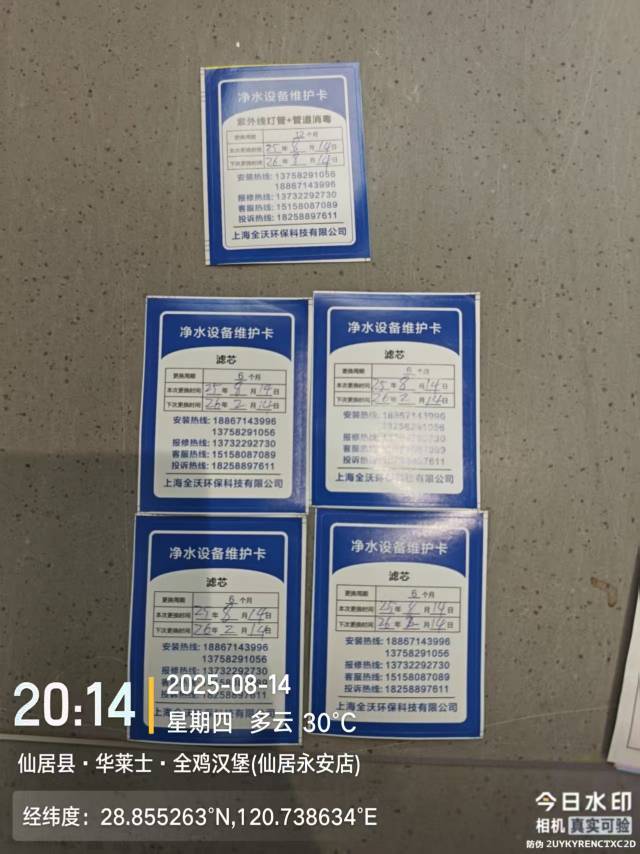 净水设备维护卡
紫外线灯管+管道消毒
更换周期 12个月
本次更换时间 25年8月14日
下次更换时间 26年8月14日
安装热线: 13758291056
18867143996
报修热线: 13732292730
客服热线: 15158087089
投诉热线: 18258897611
上海全沃环保科技有限公司
净水设备维护卡
滤芯
更换周期 6个月
本次更换时间 25年8月14日
下次更换时间 26年2月14日
安装热线: 18867143996
13758291056
报修热线: 13732292730
客服热线: 15158087089
投诉热线: 18258897611
上海全沃环保科技有限公司
净水设备维护卡
滤芯
更换周期 6个月
本次更换时间 25年8月14日
下次更换时间 26年2月14日
安装热线: 18867143996
13758291056
报修热线:
客服热线:
投诉热线:
上海全沃环保科技有限公司
净水设备维护卡
滤芯
更换周期 6个月
本次更换时间 25年8月14日
下次更换时间 26年2月14日
安装热线: 18867143996
13758291056
报修热线: 13732292730
净水设备维护卡
滤芯
更换周期 6个月
本次更换时间 25年8月14日
下次更换时间 26年2月14日
安装热线: 18867143996
13758291056
报修热线: 13732292730
客服热线: 15158087089
投诉热线: 18258897611
上海全沃环保科技有限公司
20:14
2025-08-14
星期四 多云 30°C
仙居县·华莱士·全鸡汉堡(仙居永安店)
经纬度: 28.855263°N,120.738634°E
今日水印
相机 真实可验
防伪 2UYKYRENCTXC2D